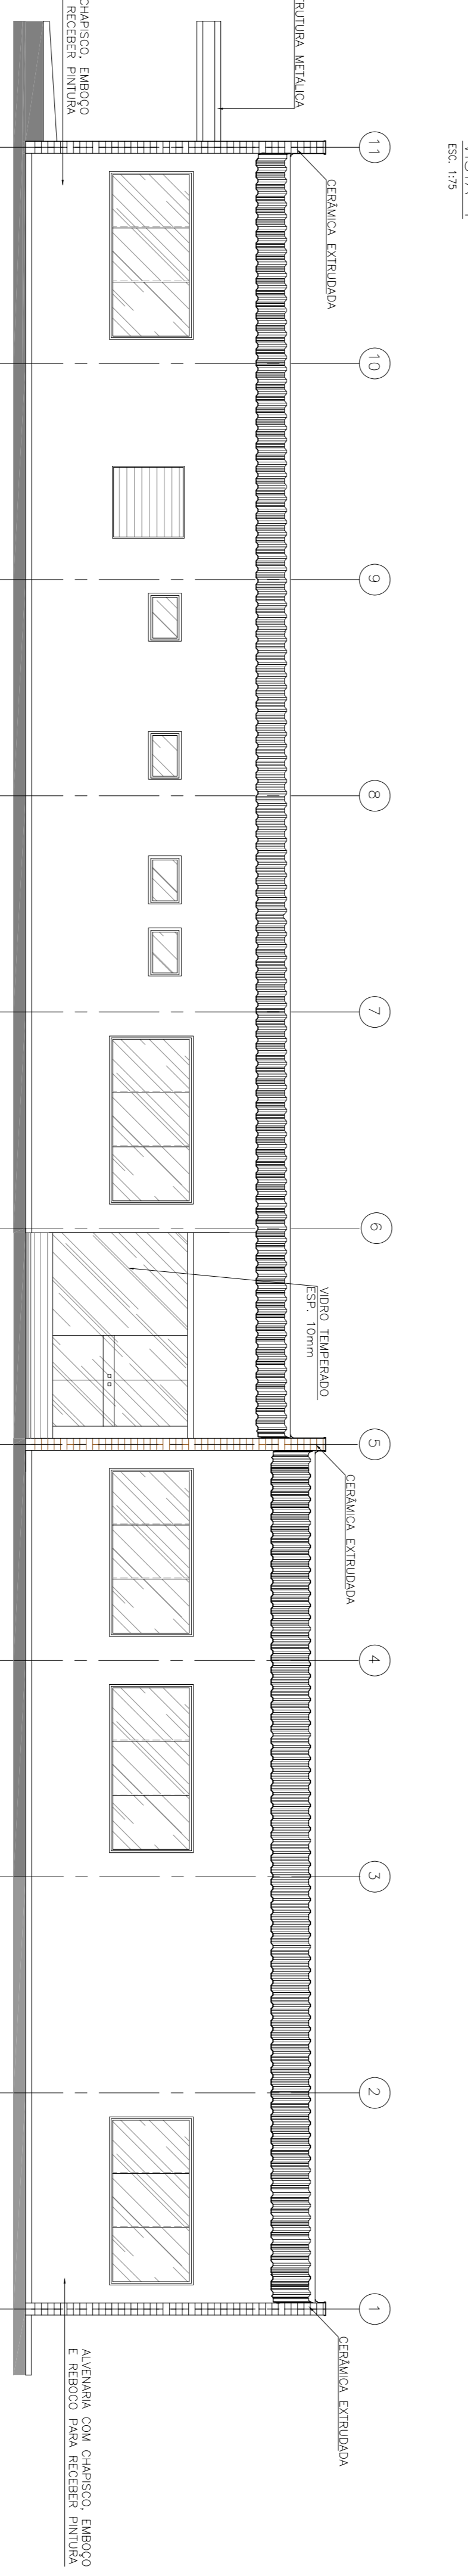 ESC. 1:75
CHAPISCO, EMBOÇO
RECEBER PINTURA
METÁLICA
11
CERÂMICA EXTRUDADA
10
9
8
7
6
VIDRO TEMPERADO
ESP. 10mm
5
CERÂMICA EXTRUDADA
4
3
2
1
CERÂMICA EXTRUDADA
ALVENARIA COM CHAPISCO, EMBOÇO
E REBOCO PARA RECEBER PINTURA